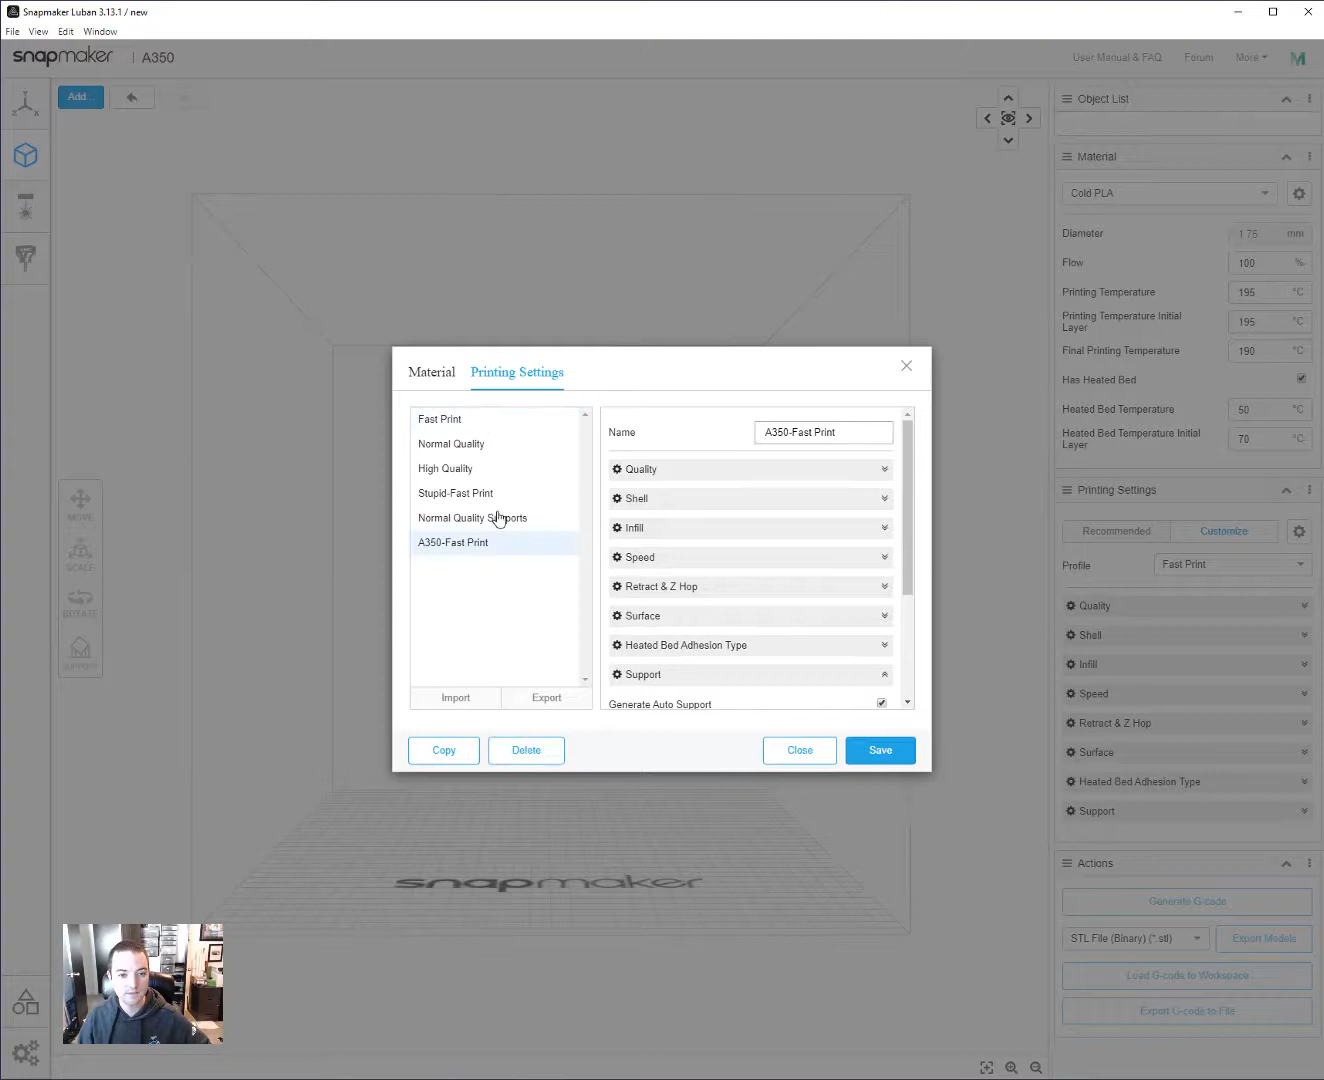 Snapmaker Luban 3.13.1 / new
File View Edit Window
snapmaker | A350
User Manual & FAQ Forum More
Add...
Object List
Material
Cold PLA
Diameter 1.75 mm
Flow 100 %
Printing Temperature 195 °C
Printing Temperature Initial
Layer 195 °C
Final Printing Temperature 190 °C
Has Heated Bed
Heated Bed Temperature 50 °C
Heated Bed Temperature Initial
Layer 70 °C
Printing Settings
Recommended Customize
Profile Fast Print
Quality
Shell
Infill
Speed
Retract & Z Hop
Surface
Heated Bed Adhesion Type
Support
Actions
Generate G-code
STL File (Binary) (*.stl) Export Models
Load G-code to Workspace
Export G-code to File
MOVE
SCALE
ROTATE
SUPPORT
Material Printing Settings
Fast Print
Normal Quality
High Quality
Stupid-Fast Print
Normal Quality Supports
A350-Fast Print
Import Export
Name A350-Fast Print
Quality
Shell
Infill
Speed
Retract & Z Hop
Surface
Heated Bed Adhesion Type
Support
Generate Auto Support
Copy Delete Close Save
snapmaker